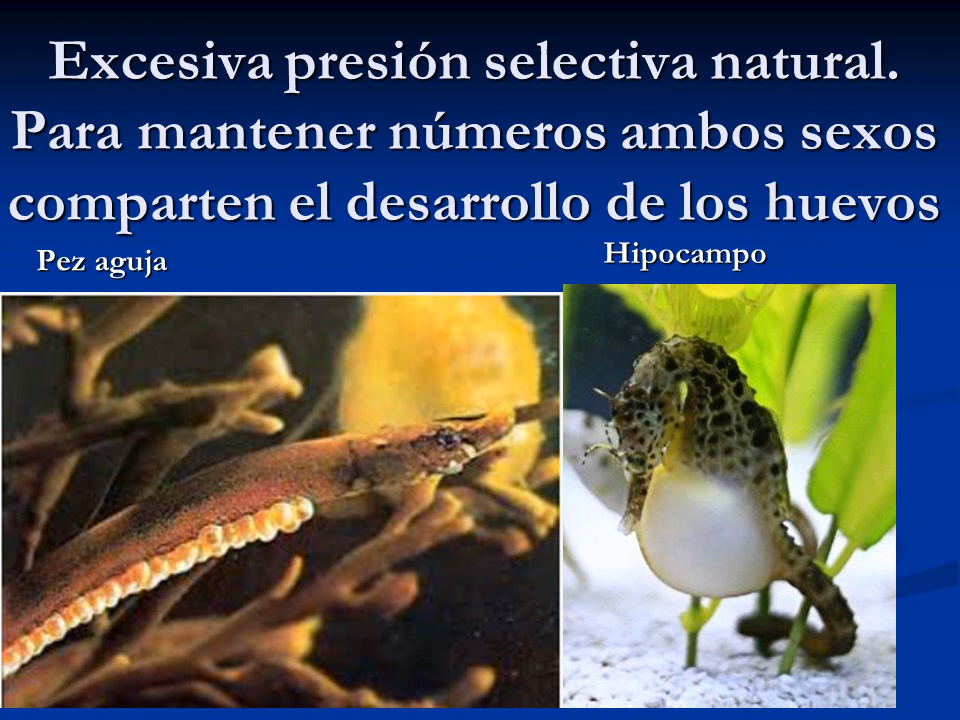 Excesiva presión selectiva natural.
Para mantener números ambos sexos
comparten el desarrollo de los huevos
Pez aguja
Hipocampo